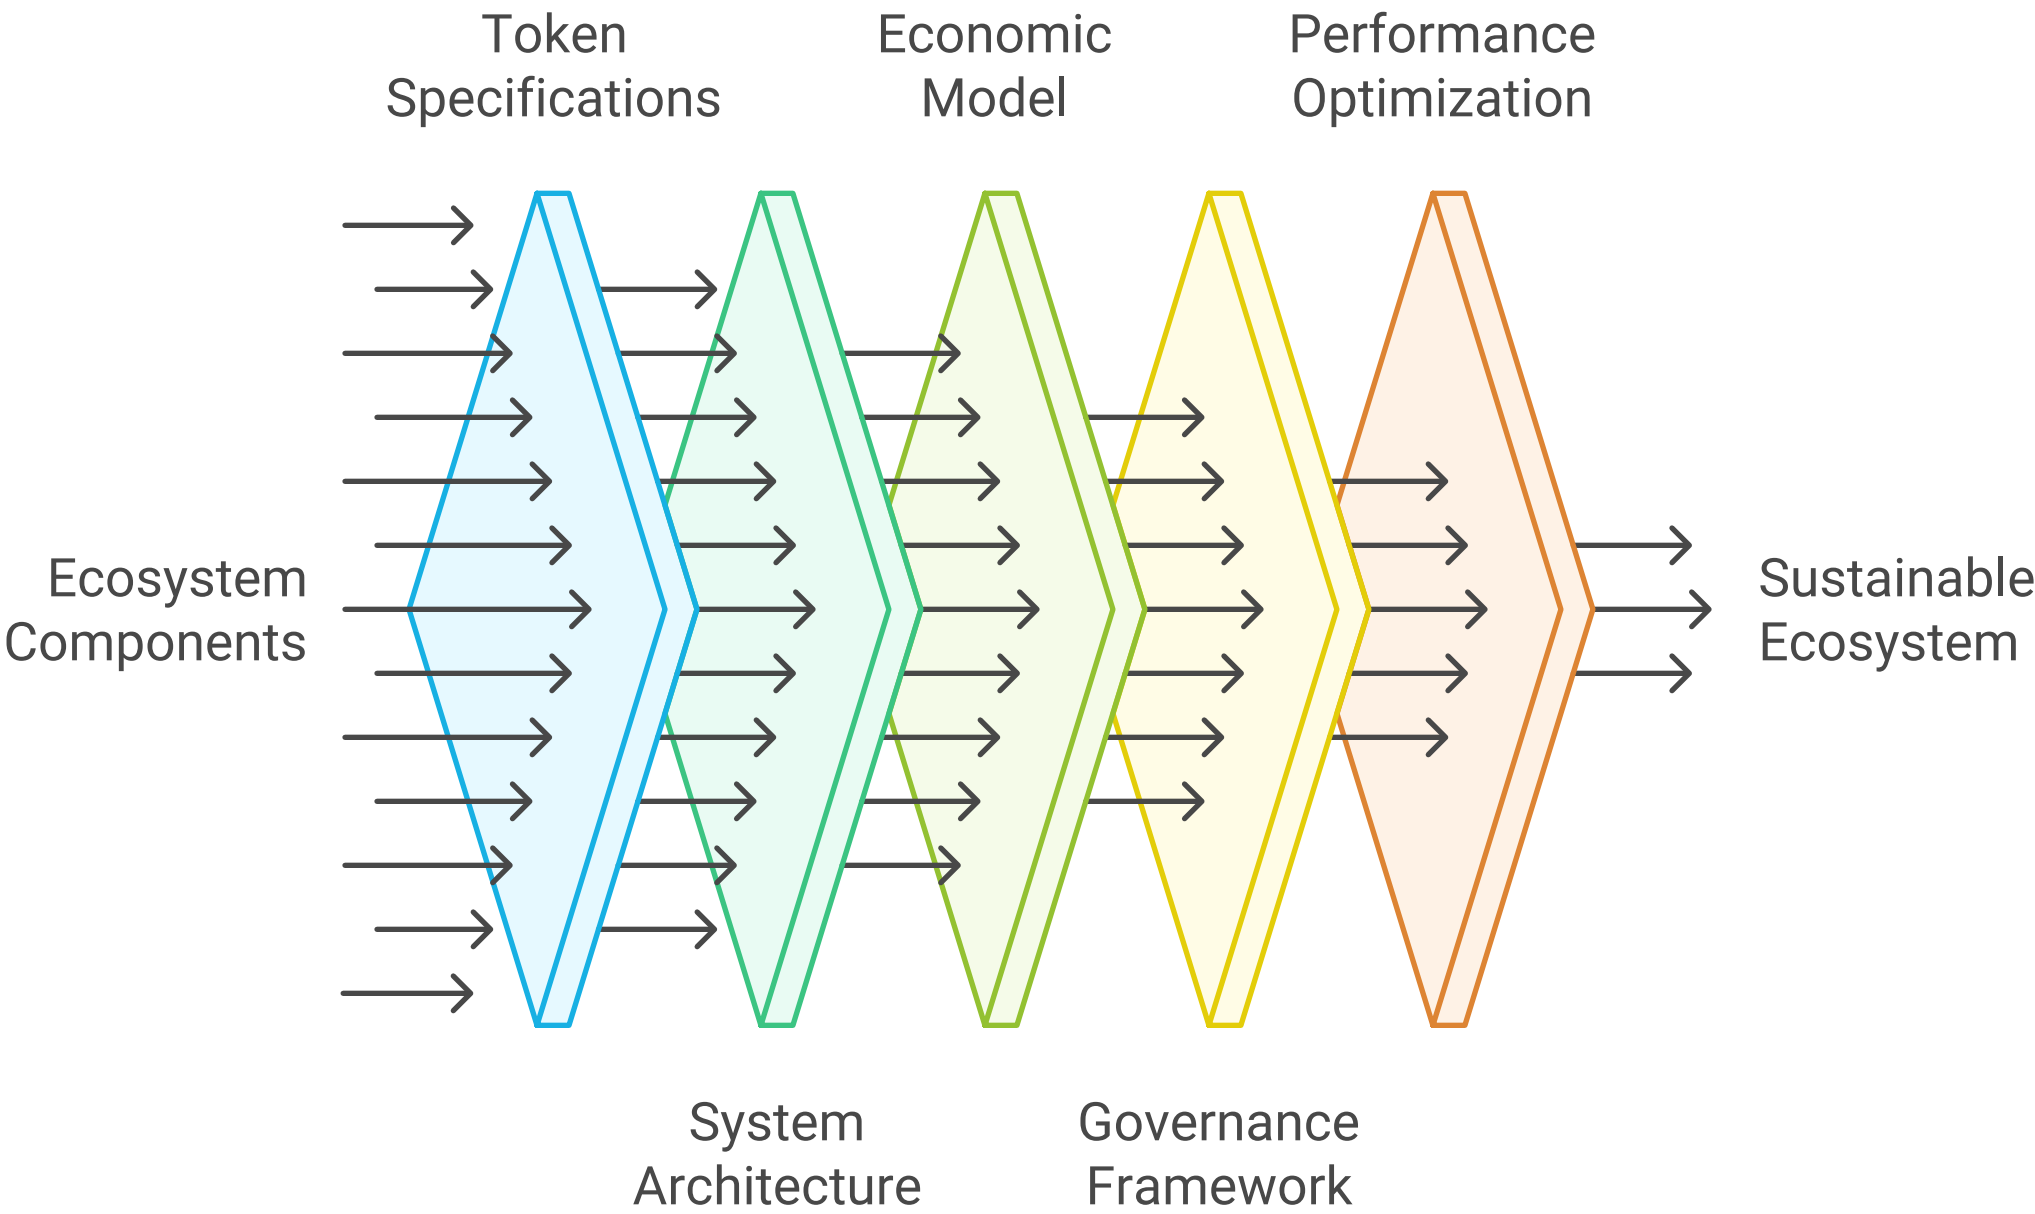 Token
Specifications
Economic
Model
Performance
Optimization
Ecosystem
Components
Sustainable
Ecosystem
System
Architecture
Governance
Framework